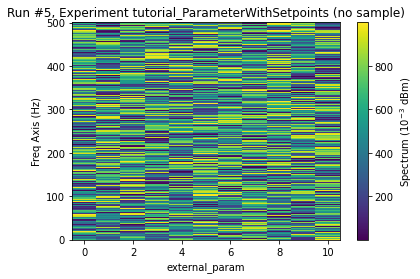 Run #5, Experiment tutorial_ParameterWithSetpoints (no sample)
500
400
300
200
100
0
Freq Axis (Hz)
0 2 4 6 8 10
external_param
800
600
400
200
Spectrum (10⁻³ dBm)